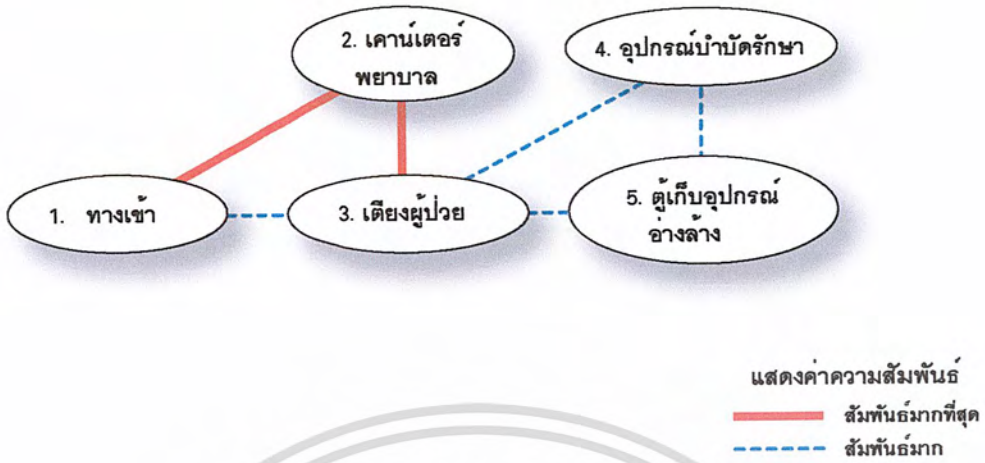 2. เคาน์เตอร์
พยาบาล
4. อุปกรณ์บำบัดรักษา
1. ทางเข้า
3. เตียงผู้ป่วย
5. ตู้เก็บอุปกรณ์
อ่างล้าง
แสดงค่าความสัมพันธ์
สัมพันธ์มากที่สุด
สัมพันธ์มาก